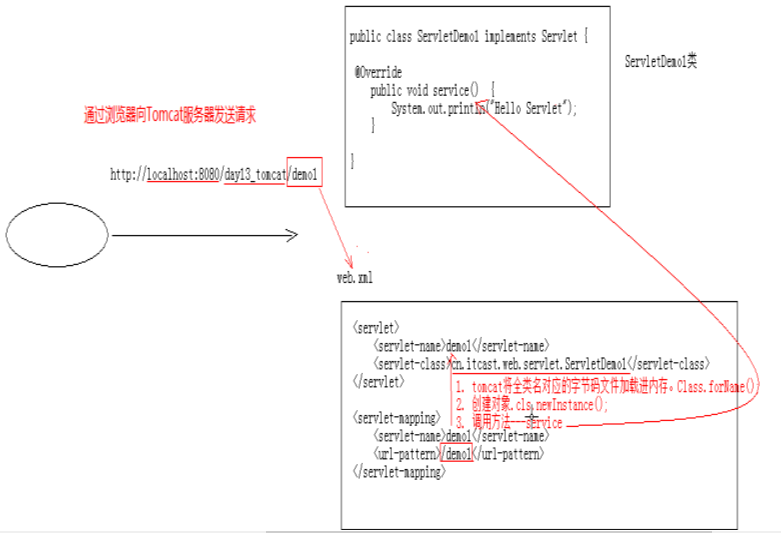 public class ServletDemo1 implements Servlet {
@Override
public void service() {
System.out.println("Hello Servlet");
}
}
ServletDemo1类
通过浏览器向Tomcat服务器发送请求
http://localhost:8080/day13_tomcat/demo1
web.xml
<servlet>
<servlet-name>demo1</servlet-name>
<servlet-class>cn.itcast.web.servlet.ServletDemo1</servlet-class>
</servlet>
1. tomcat将全类名对应的字节码文件加载进内存。Class.forName();
2. 创建对象.cls.newInstance();
<servlet-mapping>
3. 调用方法---service
<servlet-name>demo1</servlet-name>
<url-pattern>/demo1</url-pattern>
</servlet-mapping>